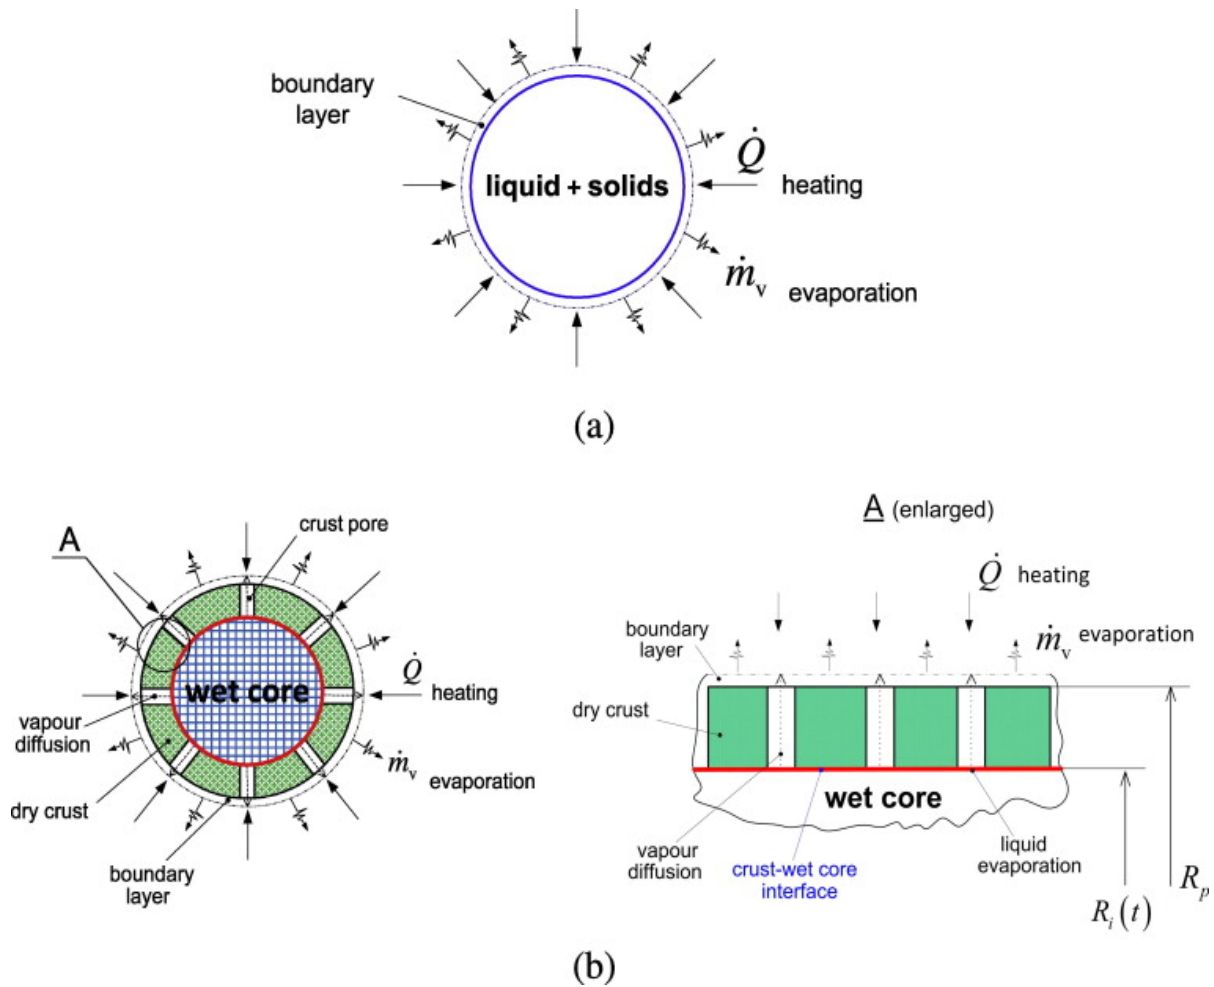 boundary
layer
liquid + solids
Q̇
heating
ṁv
evaporation
(a)
A
crust pore
wet core
Q̇
heating
vapour
diffusion
ṁv
evaporation
dry crust
boundary
layer
A (enlarged)
Q̇ heating
boundary
layer
ṁv evaporation
dry crust
wet core
vapour
diffusion
crust-wet core
interface
liquid
evaporation
Ri(t)
Rp
(b)